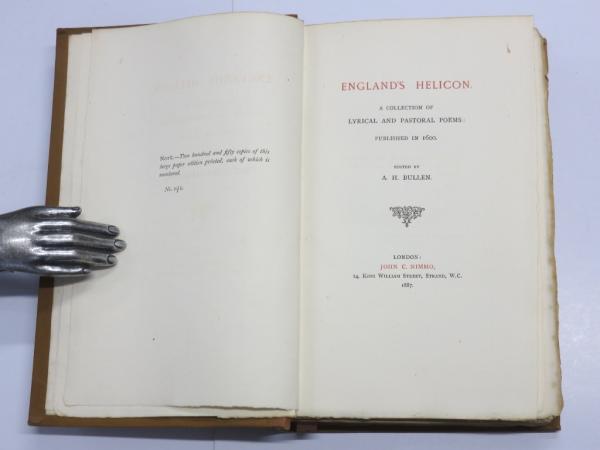 NOTE.—Two hundred and fifty copies of this
large paper edition printed, each of which is
numbered.
No.
ENGLAND'S HELICON.
A COLLECTION OF
LYRICAL AND PASTORAL POEMS:
PUBLISHED IN 1600.
EDITED BY
A. H. BULLEN.
LONDON:
JOHN C. NIMMO,
14, KING WILLIAM STREET, STRAND, W.C.
1887.